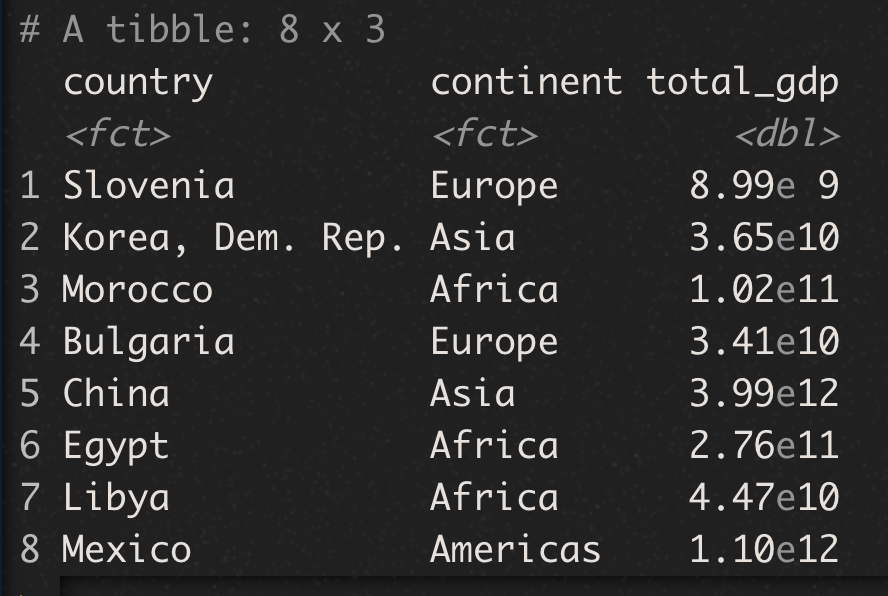 # A tibble: 8 x 3
country continent total_gdp
<fct> <fct> <dbl>
1 Slovenia Europe 8.99e 9
2 Korea, Dem. Rep. Asia 3.65e10
3 Morocco Africa 1.02e11
4 Bulgaria Europe 3.41e10
5 China Asia 3.99e12
6 Egypt Africa 2.76e11
7 Libya Africa 4.47e10
8 Mexico Americas 1.10e12